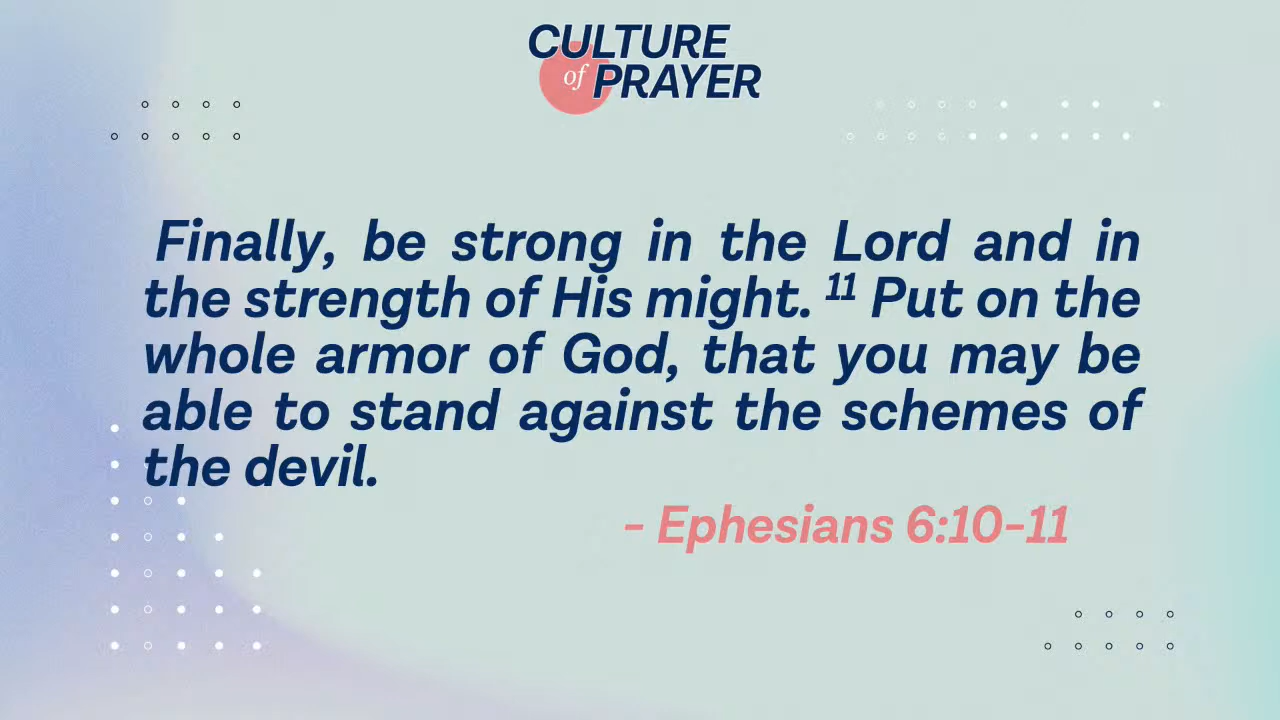 CULTURE
of PRAYER
Finally, be strong in the Lord and in
the strength of His might. ¹¹ Put on the
whole armor of God, that you may be
able to stand against the schemes of
the devil.
– Ephesians 6:10–11